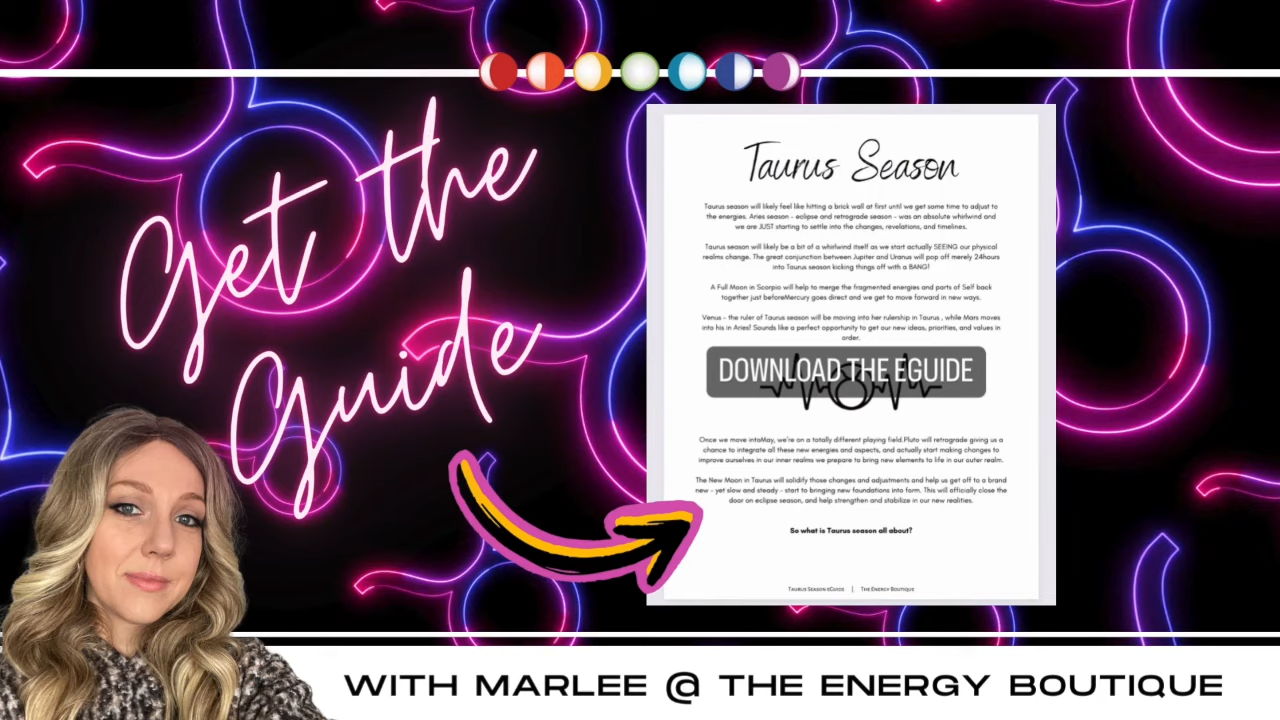 Get the
Guide
Taurus Season
Taurus season will likely feel like hitting a brick wall at first until we get some time to adjust to
the energies. Aries season - eclipse and retrograde season - was an absolute whirlwind and
we are JUST starting to settle into the changes, revelations, and timelines.
Taurus season will likely be a bit of a whirlwind itself as we start actually SEEING our physical
realms change. The great conjunction between Jupiter and Uranus will pop off merely 24hours
into Taurus season kicking things off with a BANG!
A Full Moon in Scorpio will help to merge the fragmented energies and parts of Self back
together just beforeMercury goes direct and we get to move forward in new ways.
Venus - the ruler of Taurus season will be moving into her rulership in Taurus , while Mars moves
into his in Aries! Sounds like a perfect opportunity to get our new ideas, priorities, and values in
order.
DOWNLOAD THE EGUIDE
Once we move intoMay, we're on a totally different playing field.Pluto will retrograde giving us a
chance to integrate all these new energies and aspects, and actually start making changes to
improve ourselves in our inner realms we prepare to bring new elements to life in our outer realm.
The New Moon in Taurus will solidify those changes and adjustments and help us get off to a brand
new - yet slow and steady - start to bringing new foundations into form. This will officially close the
door on eclipse season, and help strengthen and stabilize in our new realities.
So what is Taurus season all about?
Taurus Season eGuide | The Energy Boutique
WITH MARLEE @ THE ENERGY BOUTIQUE